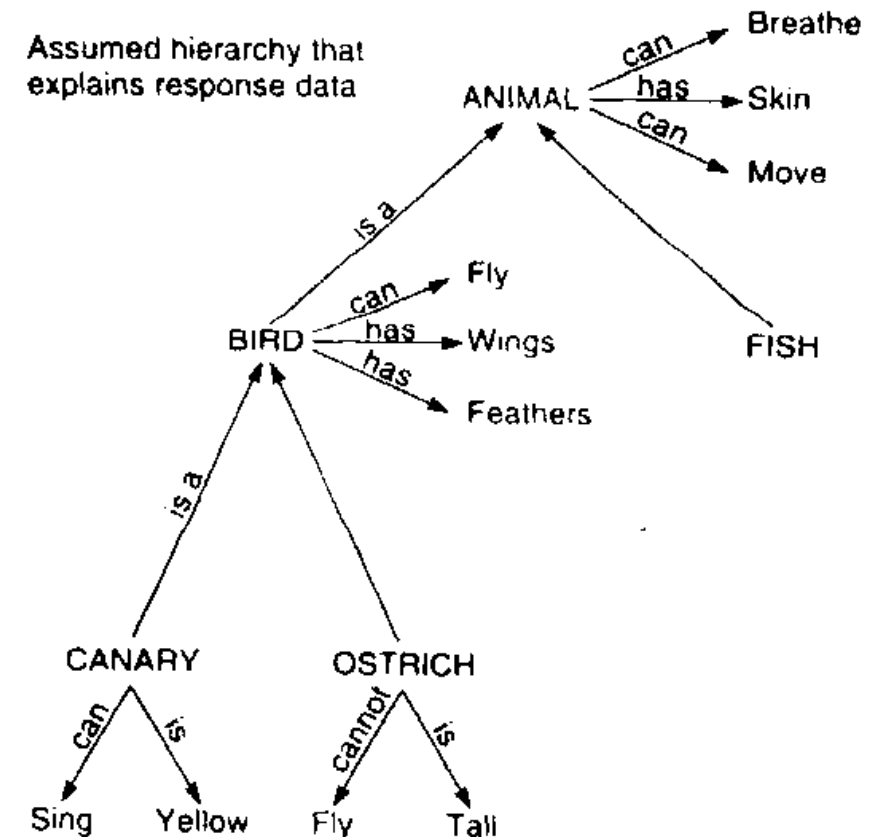 Assumed hierarchy that
explains response data
ANIMAL
can
Breathe
has
Skin
can
Move
is a
BIRD
can
Fly
has
Wings
has
Feathers
FISH
is a
CANARY
OSTRICH
can
is
cannot
is
Sing
Yellow
Fly
Tall